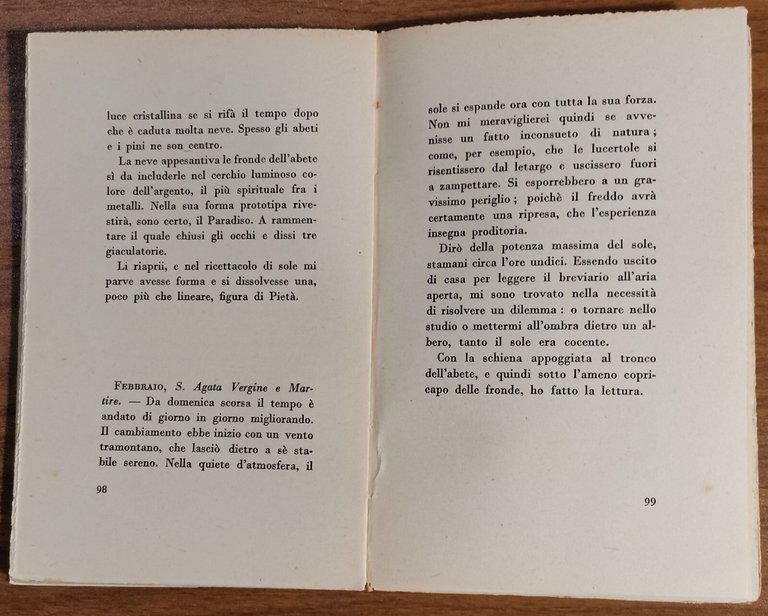 luce cristallina se si rifà il tempo dopo
che è caduta molta neve. Spesso gli abeti
e i pini ne son centro.
La neve appesantiva le fronde dell'abete
sì da includerle nel cerchio luminoso co-
lore dell'argento, il più spirituale fra i
metalli. Nella sua forma prototipa rive-
stirà, sono certo, il Paradiso. A rammen-
tare il quale chiusi gli occhi e dissi tre
giaculatorie.
Li riaprii, e nel ricettacolo di sole mi
parve avesse forma e si dissolvesse una,
poco più che lineare, figura di Pietà.
FEBBRAIO, S. Agata Vergine e Mar-
tire. — Da domenica scorsa il tempo è
andato di giorno in giorno migliorando.
Il cambiamento ebbe inizio con un vento
tramontano, che lasciò dietro a sè sta-
bile sereno. Nella quiete d'atmosfera, il
98
sole si espande ora con tutta la sua forza.
Non mi meraviglierei quindi se avve-
nisse un fatto inconsueto di natura ;
come, per esempio, che le lucertole si
risentissero dal letargo e uscissero fuori
a zampettare. Si esporrebbero a un gra-
vissimo periglio ; poichè il freddo avrà
certamente una ripresa, che l'esperienza
insegna proditoria.
Dirò della potenza massima del sole,
stamani circa l'ore undici. Essendo uscito
di casa per leggere il breviario all'aria
aperta, mi sono trovato nella necessità
di risolvere un dilemma : o tornare nello
studio o mettermi all'ombra dietro un al-
bero, tanto il sole era cocente.
Con la schiena appoggiata al tronco
dell'abete, e quindi sotto l'ameno copri-
capo delle fronde, ho fatto la lettura.
99